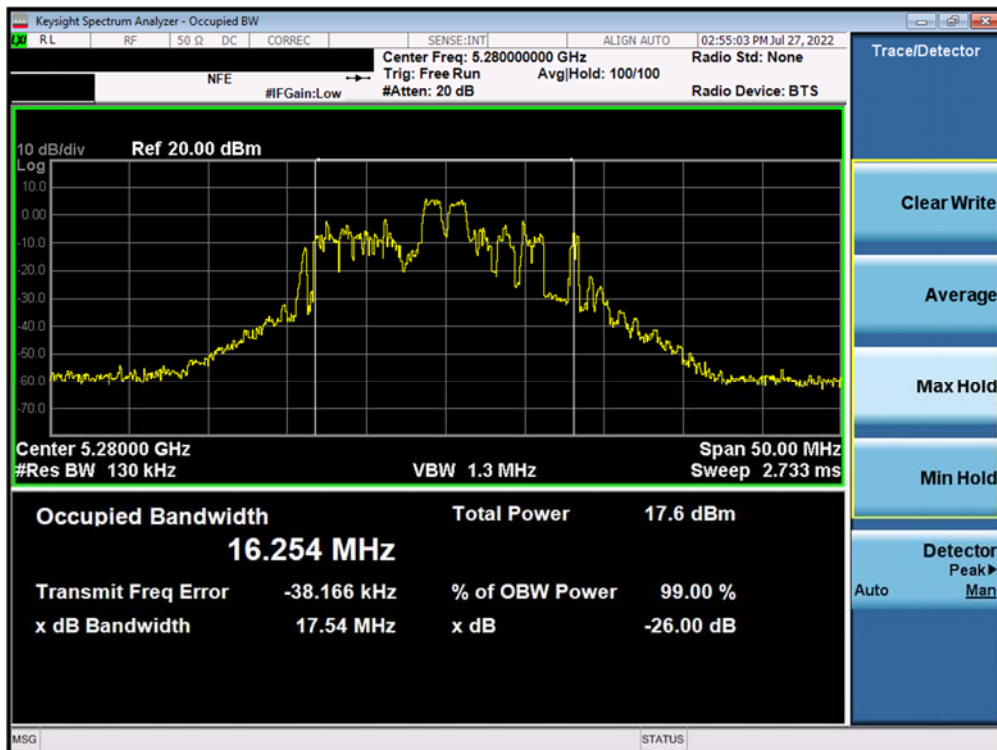 Keysight Spectrum Analyzer - Occupied BW
LXI RL RF 50 Ω DC CORREC SENSE:INT ALIGN AUTO 02:55:03 PM Jul 27, 2022
Center Freq: 5.280000000 GHz Radio Std: None
NFE Trig: Free Run Avg|Hold: 100/100
#IFGain:Low #Atten: 20 dB Radio Device: BTS
10 dB/div Ref 20.00 dBm
Log
10.0
0.00
-10.0
-20.0
-30.0
-40.0
-50.0
-60.0
-70.0
Center 5.28000 GHz Span 50.00 MHz
#Res BW 130 kHz VBW 1.3 MHz Sweep 2.733 ms
Occupied Bandwidth Total Power 17.6 dBm
16.254 MHz
Transmit Freq Error -38.166 kHz % of OBW Power 99.00 %
x dB Bandwidth 17.54 MHz x dB -26.00 dB
MSG STATUS
Trace/Detector
Clear Write
Average
Max Hold
Min Hold
Detector
Peak▶
Auto Man